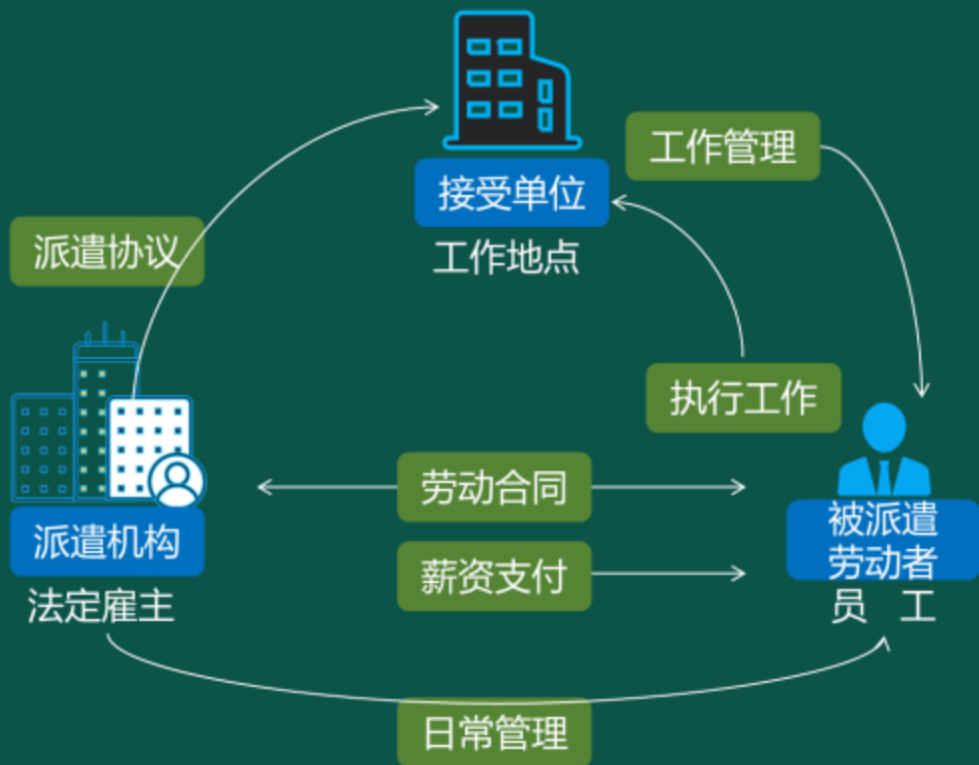 工作管理
接受单位
工作地点
派遣协议
执行工作
劳动合同
派遣机构
法定雇主
薪资支付
被派遣
劳动者
员 工
日常管理